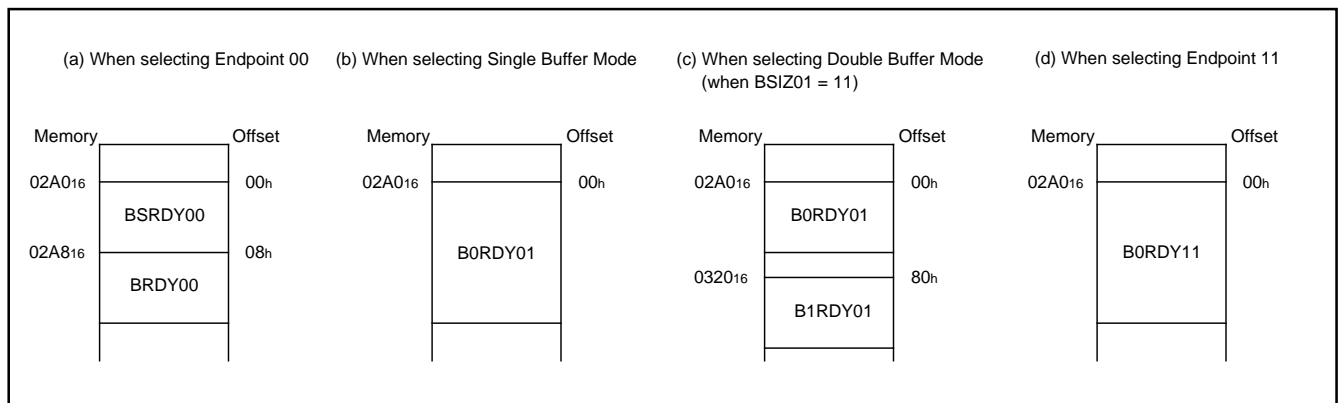 (a) When selecting Endpoint 00
Memory
Offset
02A016
00h
BSRDY00
02A816
08h
BRDY00
(b) When selecting Single Buffer Mode
Memory
Offset
02A016
00h
B0RDY01
(c) When selecting Double Buffer Mode
(when BSIZ01 = 11)
Memory
Offset
02A016
00h
B0RDY01
032016
80h
B1RDY01
(d) When selecting Endpoint 11
Memory
Offset
02A016
00h
B0RDY11